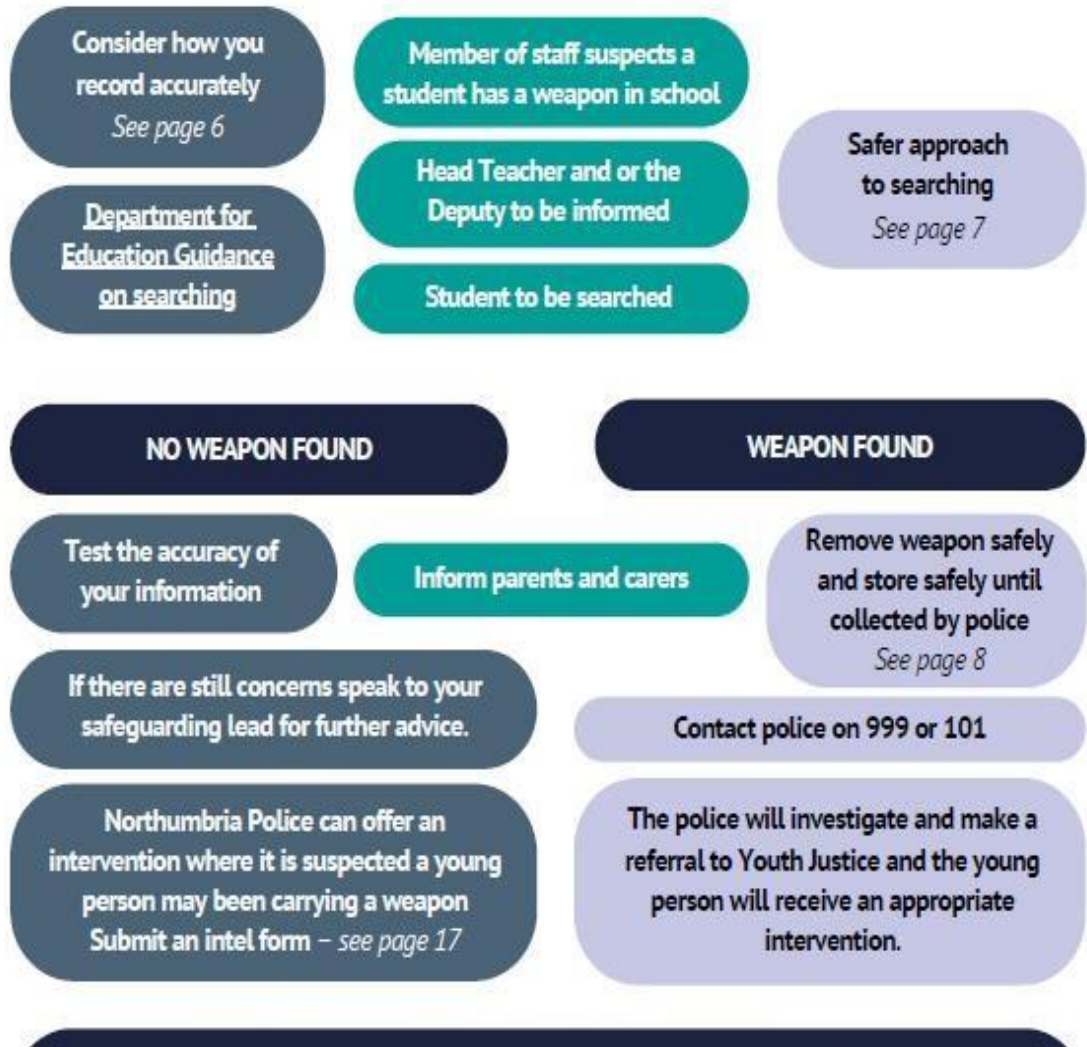 Consider how you
record accurately
See page 6
Department for
Education Guidance
on searching
Member of staff suspects a
student has a weapon in school
Head Teacher and or the
Deputy to be informed
Student to be searched
Safer approach
to searching
See page 7
NO WEAPON FOUND
WEAPON FOUND
Test the accuracy of
your information
Inform parents and carers
Remove weapon safely
and store safely until
collected by police
See page 8
If there are still concerns speak to your
safeguarding lead for further advice.
Contact police on 999 or 101
Northumbria Police can offer an
intervention where it is suspected a young
person may been carrying a weapon
Submit an intel form – see page 17
The police will investigate and make a
referral to Youth Justice and the young
person will receive an appropriate
intervention.